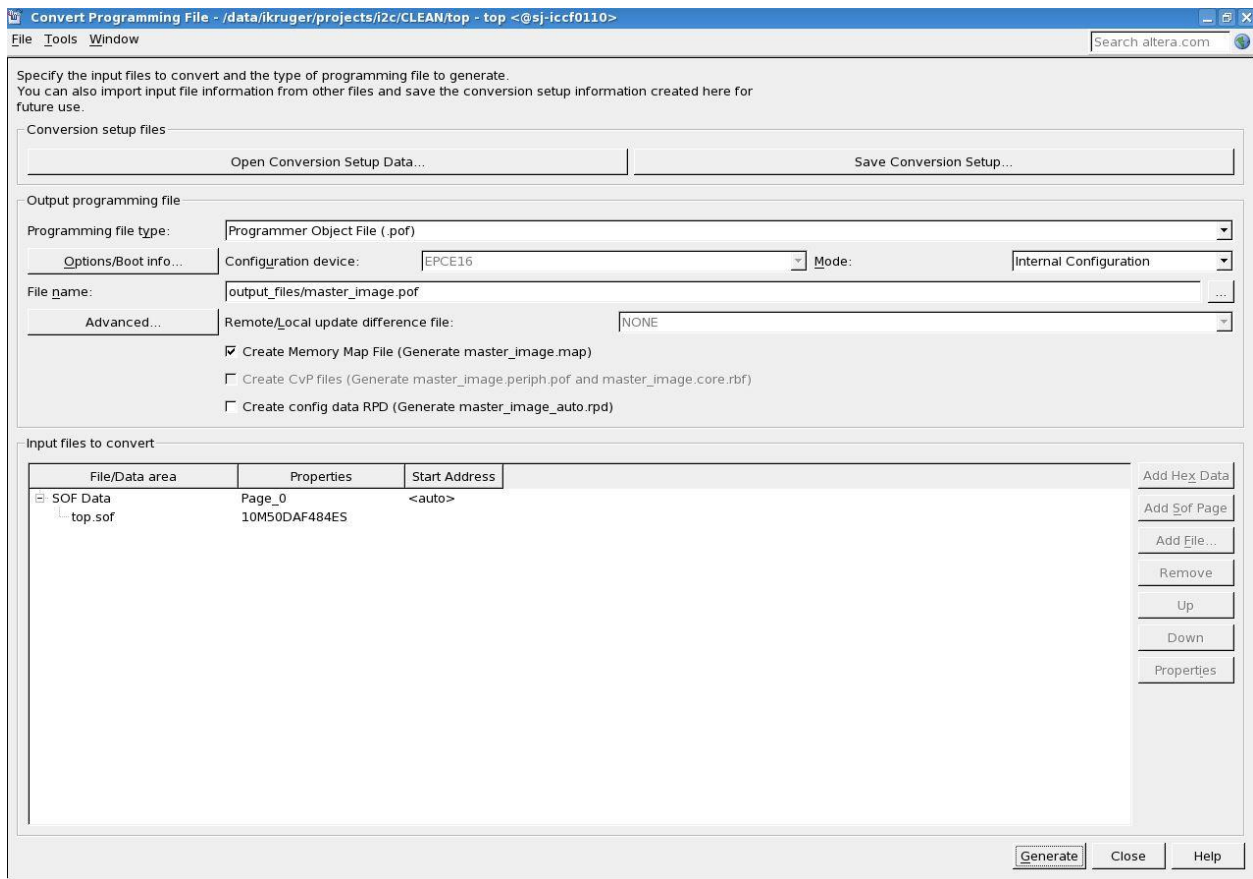 Convert Programming File - /data/ikruger/projects/i2c/CLEAN/top - top <@sj-iccf0110>
File Tools Window
Search altera.com
Specify the input files to convert and the type of programming file to generate.
You can also import input file information from other files and save the conversion setup information created here for
future use.
Conversion setup files
Open Conversion Setup Data... Save Conversion Setup...
Output programming file
Programming file type: Programmer Object File (.pof)
Options/Boot info... Configuration device: EPCE16 Mode: Internal Configuration
File name: output_files/master_image.pof ...
Advanced... Remote/Local update difference file: NONE
Create Memory Map File (Generate master_image.map)
Create CvP files (Generate master_image.periph.pof and master_image.core.rbf)
Create config data RPD (Generate master_image_auto.rpd)
Input files to convert
File/Data area Properties Start Address
SOF Data Page_0 <auto>
top.sof 10M50DAF484ES
Add Hex Data
Add Sof Page
Add File...
Remove
Up
Down
Properties
Generate Close Help